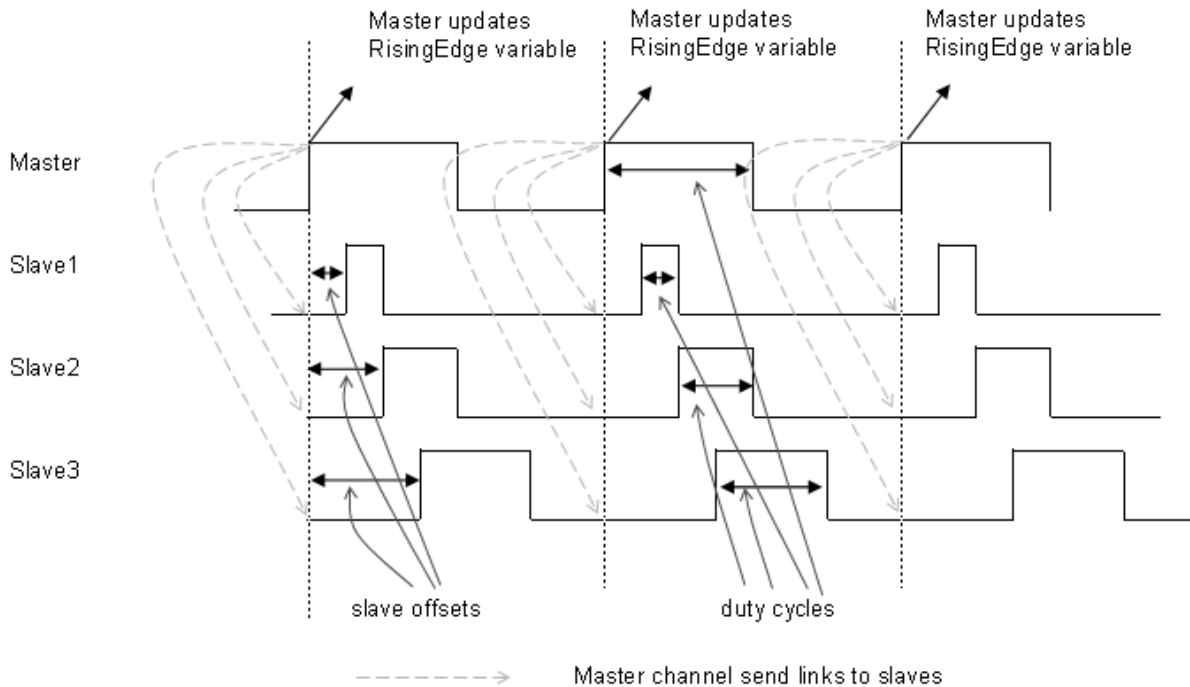 Master updates
RisingEdge variable
Master updates
RisingEdge variable
Master updates
RisingEdge variable
Master
Slave1
Slave2
Slave3
slave offsets
duty cycles
Master channel send links to slaves